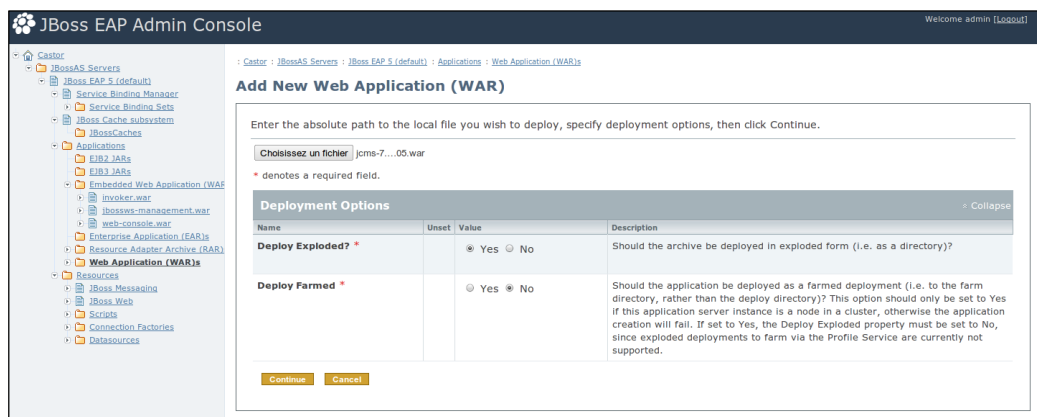 JBoss EAP Admin Console
Welcome admin [Logout]
Castor
JBossAS Servers
JBoss EAP 5 (default)
Service Binding Manager
Service Binding Sets
JBoss Cache subsystem
JBossCaches
Applications
EJB2 JARs
EJB3 JARs
Embedded Web Application (WAR
invoker.war
jbossws-management.war
web-console.war
Enterprise Application (EAR)s
Resource Adapter Archive (RAR)
Web Application (WAR)s
Resources
JBoss Messaging
JBoss Web
Scripts
Connection Factories
Datasources
: Castor : JBossAS Servers : JBoss EAP 5 (default) : Applications : Web Application (WAR)s
Add New Web Application (WAR)
Enter the absolute path to the local file you wish to deploy, specify deployment options, then click Continue.
Choisissez un fichier jcms-7....05.war
* denotes a required field.
Deployment Options
Collapse
Name Unset Value Description
Deploy Exploded? * Yes No Should the archive be deployed in exploded form (i.e. as a directory)?
Deploy Farmed * Yes No Should the application be deployed as a farmed deployment (i.e. to the farm
directory, rather than the deploy directory)? This option should only be set to Yes
if this application server instance is a node in a cluster, otherwise the application
creation will fail. If set to Yes, the Deploy Exploded property must be set to No,
since exploded deployments to farm via the Profile Service are currently not
supported.
Continue Cancel